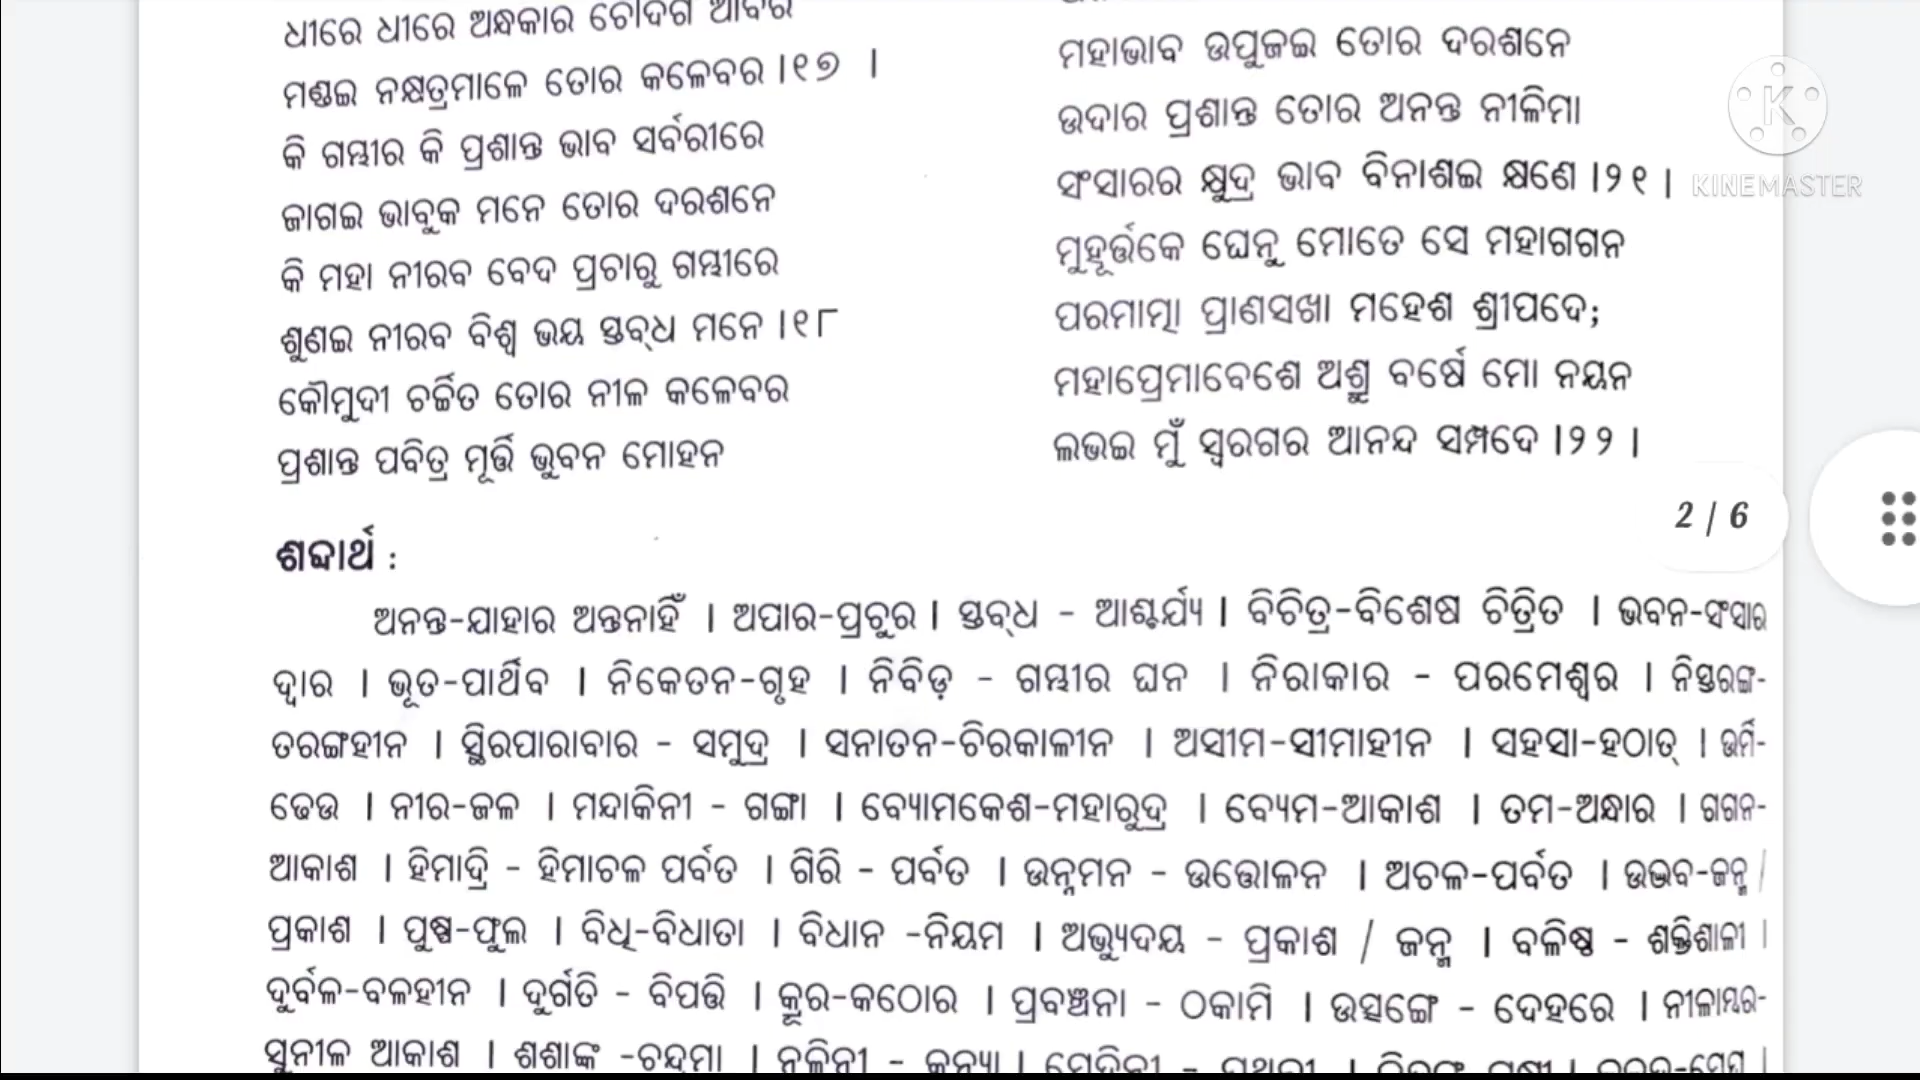 ଧୀରେ ଧୀରେ ଅନ୍ଧକାର ଚୌଦିଗ ଆବର
ମଣ୍ଡଇ ନକ୍ଷତ୍ରମାଳେ ତୋର କଳେବର ।୧୭ ।
କି ଗମ୍ଭୀର କି ପ୍ରଶାନ୍ତ ଭାବ ସର୍ବରୀରେ
ଜାଗଇ ଭାବୁକ ମନେ ତୋର ଦରଶନେ
କି ମହା ନୀରବ ବେଦ ପ୍ରଚାରୁ ଗମ୍ଭୀରେ
ଶୁଣଇ ନୀରବ ବିଶ୍ୱ ଭୟ ସ୍ତବ୍ଧ ମନେ ।୧୮
କୌମୁଦୀ ଚର୍ଚ୍ଚିତ ତୋର ନୀଳ କଳେବର
ପ୍ରଶାନ୍ତ ପବିତ୍ର ମୂର୍ତ୍ତି ଭୁବନ ମୋହନ
ମହାଭାବ ଉପୁଜଇ ତୋର ଦରଶନେ
ଉଦାର ପ୍ରଶାନ୍ତ ତୋର ଅନନ୍ତ ନୀଳିମା
ସଂସାରର କ୍ଷୁଦ୍ର ଭାବ ବିନାଶଇ କ୍ଷଣେ ।୨୧ ।
ମୁହୂର୍ତ୍ତକେ ଘେନୁ ମୋତେ ସେ ମହାଗଗନ
ପରମାତ୍ମା ପ୍ରାଣସଖା ମହେଶ ଶ୍ରୀପଦେ;
ମହାପ୍ରେମାବେଶେ ଅଶ୍ରୁ ବର୍ଷେ ମୋ ନୟନ
ଲଭଇ ମୁଁ ସ୍ୱରଗର ଆନନ୍ଦ ସମ୍ପଦେ ।୨୨ ।
KINEMASTER
2 / 6
ଶବ୍ଦାର୍ଥ :
ଅନନ୍ତ-ଯାହାର ଅନ୍ତନାହିଁ । ଅପାର-ପ୍ରଚୁର । ସ୍ତବ୍ଧ - ଆଶ୍ଚର୍ଯ୍ୟ । ବିଚିତ୍ର-ବିଶେଷ ଚିତ୍ରିତ । ଭବନ-ସଂସାର
ଦ୍ୱାର । ଭୂତ-ପାର୍ଥିବ । ନିକେତନ-ଗୃହ । ନିବିଡ଼ - ଗମ୍ଭୀର ଘନ । ନିରାକାର - ପରମେଶ୍ୱର । ନିସ୍ତରଙ୍ଗ-
ତରଙ୍ଗହୀନ । ସ୍ଥିରପାରାବାର - ସମୁଦ୍ର । ସନାତନ-ଚିରକାଳୀନ । ଅସୀମ-ସୀମାହୀନ । ସହସା-ହଠାତ୍ । ଉର୍ମି-
ଢେଉ । ନୀର-ଜଳ । ମନ୍ଦାକିନୀ - ଗଙ୍ଗା । ବ୍ୟୋମକେଶ-ମହାରୁଦ୍ର । ବ୍ୟେମ-ଆକାଶ । ତମ-ଅନ୍ଧାର । ଗଗନ-
ଆକାଶ । ହିମାଦ୍ରି - ହିମାଚଳ ପର୍ବତ । ଗିରି - ପର୍ବତ । ଉନ୍ନମନ - ଉତ୍ତୋଳନ । ଅଚଳ-ପର୍ବତ । ଉଦ୍ଭବ-ଜନ୍ମ /
ପ୍ରକାଶ । ପୁଷ୍ପ-ଫୁଲ । ବିଧି-ବିଧାତା । ବିଧାନ -ନିୟମ । ଅଭ୍ୟୁଦୟ - ପ୍ରକାଶ / ଜନ୍ମ । ବଳିଷ୍ଠ - ଶକ୍ତିଶାଳୀ ।
ଦୁର୍ବଳ-ବଳହୀନ । ଦୁର୍ଗତି - ବିପତ୍ତି । କ୍ରୂର-କଠୋର । ପ୍ରବଞ୍ଚନା - ଠକାମି । ଉତ୍ସଙ୍ଗେ - ଦେହରେ । ନୀଳାମ୍ବର-
ସୁନୀଳ ଆକାଶ । ଶଶାଙ୍କ -ଚନ୍ଦ୍ରମା । ନଳିନୀ - କନ୍ୟା ।